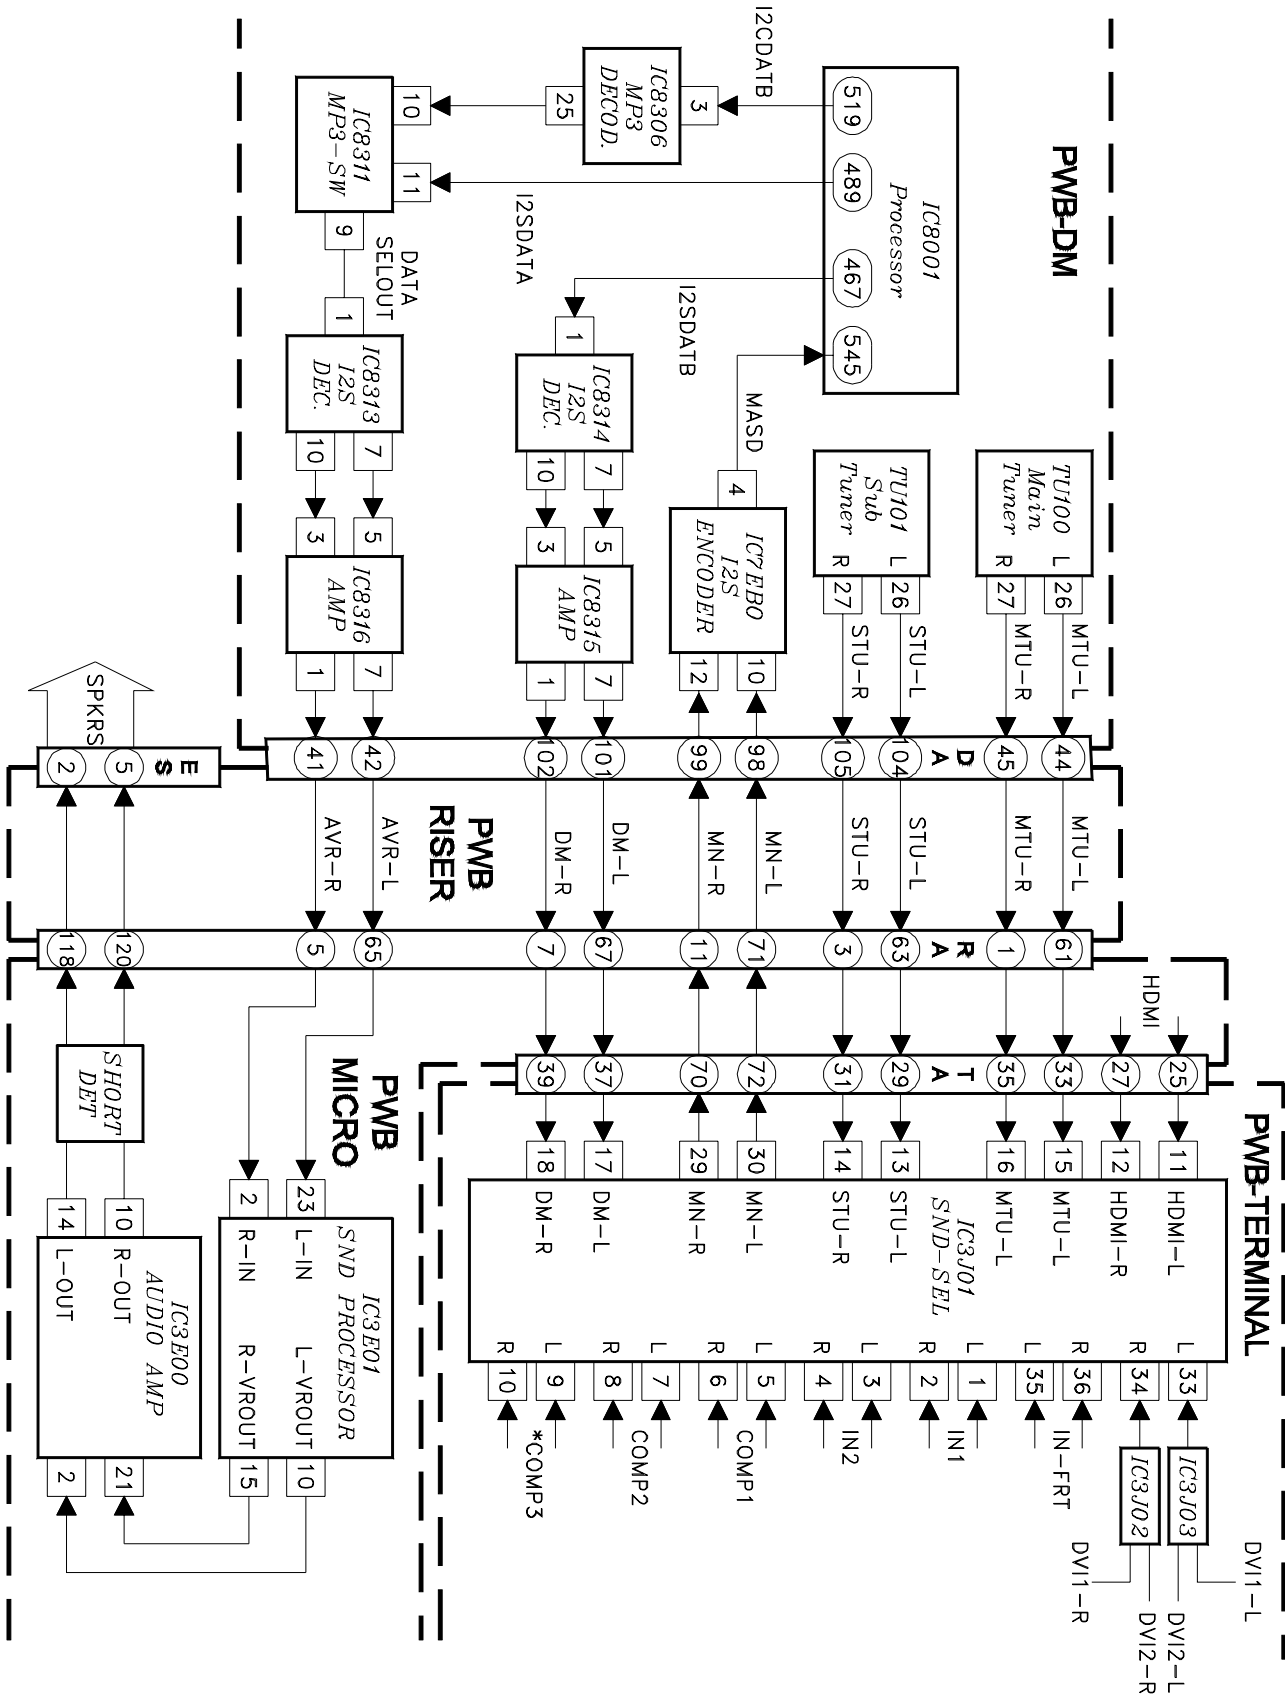 PWB-DM
IC8001
Processor
519
489
467
545
I2CDATB
I2SDATA
I2SDATB
MASD
3
IC8306
MP3
DECOD.
25
10
11
IC8311
MP3-SW
9
DATA
SELOUT
1
IC8313
I2S
DEC.
7
10
5
3
IC8316
AMP
7
1
1
IC8314
I2S
DEC.
7
10
5
3
IC8315
AMP
7
1
4
IC7EB0
I2S
ENCODER
10
12
TU101
Sub
Tuner
L
R
26
27
STU-L
STU-R
TU100
Main
Tuner
L
R
26
27
MTU-L
MTU-R
SPKRS
E
S
5
2
D
A
44
45
104
105
98
99
101
102
42
41
PWB
RISER
MTU-L
MTU-R
STU-L
STU-R
MN-L
MN-R
DM-L
DM-R
AVR-L
AVR-R
R
A
61
1
63
3
71
11
67
7
65
5
120
118
HDMI
T
A
25
27
33
35
29
31
72
70
37
39
PWB
MICRO
SHORT
DET
PWB-TERMINAL
11
12
15
16
13
14
30
29
17
18
HDMI-L
HDMI-R
MTU-L
MTU-L
STU-L
STU-R
MN-L
MN-R
DM-L
DM-R
IC3J01
SND-SEL
L
R
R
L
L
R
L
R
L
R
L
R
L
R
33
34
36
35
1
2
3
4
5
6
7
8
9
10
IN-FRT
IN1
IN2
COMP1
COMP2
*COMP3
IC3J03
IC3J02
DVI1-L
DVI2-L
DVI2-R
DVI1-R
23
2
L-IN
R-IN
IC3E01
SND PROCESSOR
L-VROUT
R-VROUT
10
15
10
14
R-OUT
L-OUT
IC3E00
AUDIO AMP
21
2